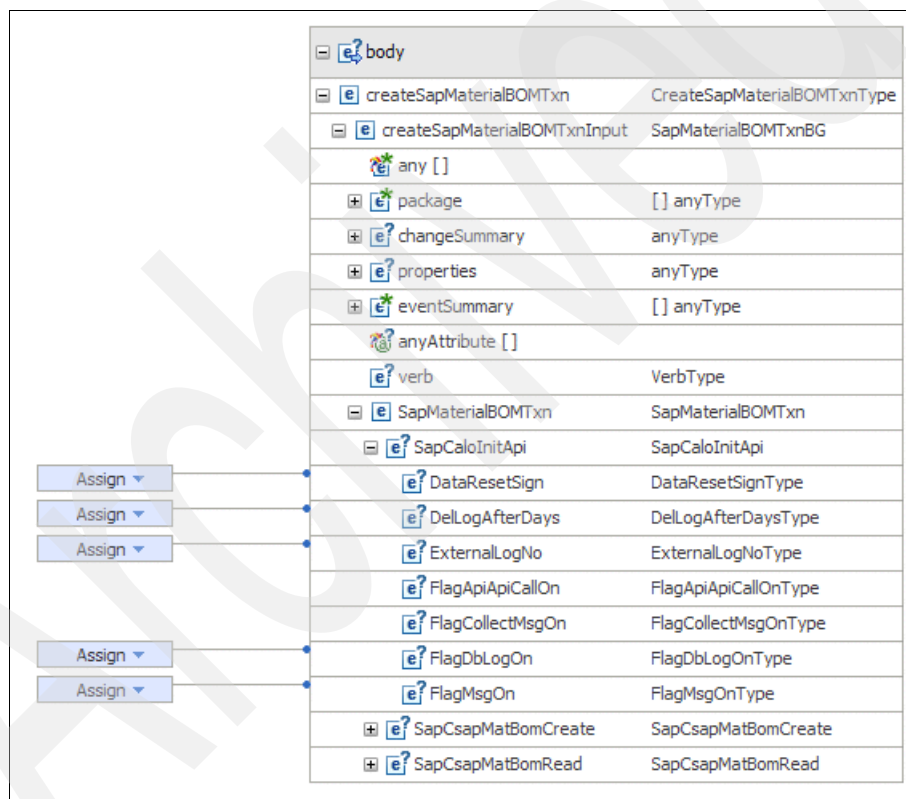 body
createSapMaterialBOMTxn CreateSapMaterialBOMTxnType
createSapMaterialBOMTxnInput SapMaterialBOMTxnBG
any [ ]
package [ ] anyType
changeSummary anyType
properties anyType
eventSummary [ ] anyType
anyAttribute [ ]
verb VerbType
SapMaterialBOMTxn SapMaterialBOMTxn
SapCaloInitApi SapCaloInitApi
Assign DataResetSign DataResetSignType
Assign DelLogAfterDays DelLogAfterDaysType
Assign ExternalLogNo ExternalLogNoType
FlagApiApiCallOn FlagApiApiCallOnType
FlagCollectMsgOn FlagCollectMsgOnType
Assign FlagDbLogOn FlagDbLogOnType
Assign FlagMsgOn FlagMsgOnType
SapCsapMatBomCreate SapCsapMatBomCreate
SapCsapMatBomRead SapCsapMatBomRead
Archived